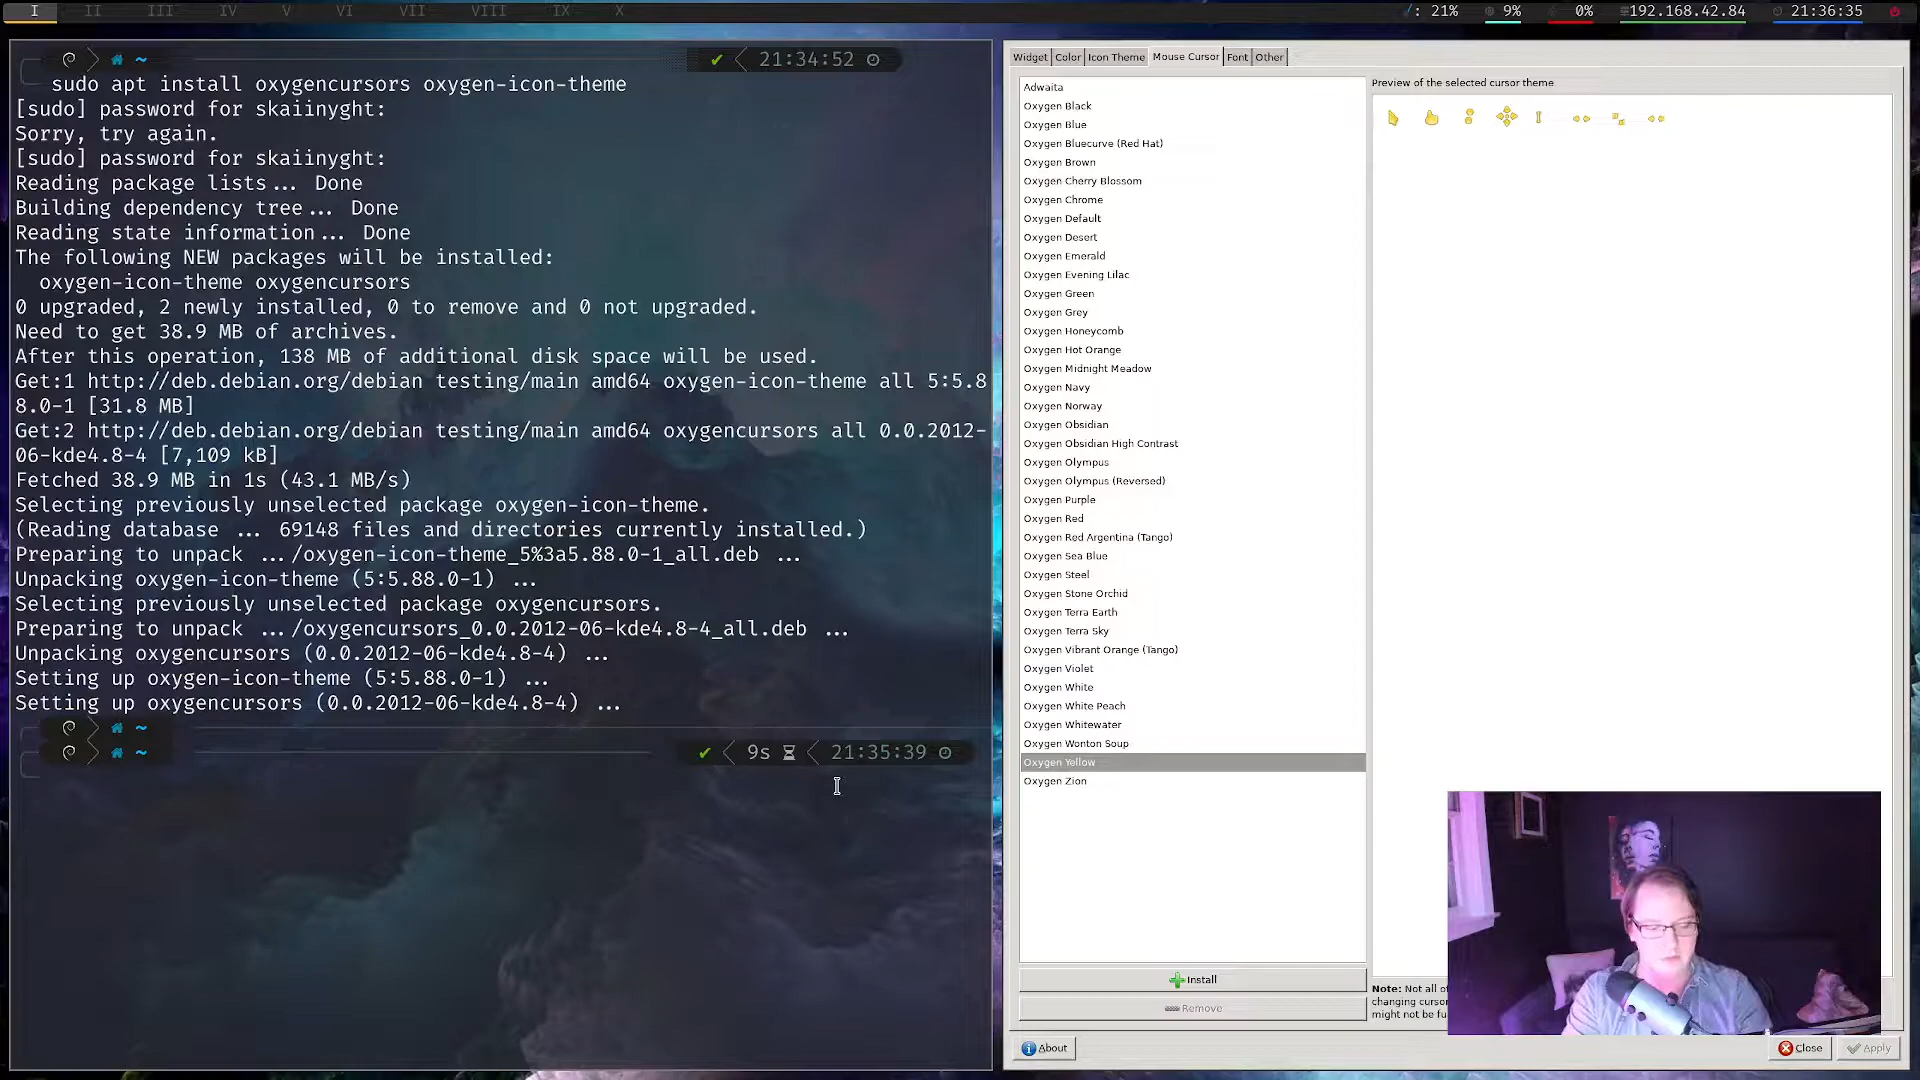 I II III IV V VI VII VIII IX X
: 21% 9% 0% 192.168.42.84 21:36:35
~ ✔ 21:34:52
sudo apt install oxygencursors oxygen-icon-theme
[sudo] password for skaiinyght:
Sorry, try again.
[sudo] password for skaiinyght:
Reading package lists... Done
Building dependency tree... Done
Reading state information... Done
The following NEW packages will be installed:
oxygen-icon-theme oxygencursors
0 upgraded, 2 newly installed, 0 to remove and 0 not upgraded.
Need to get 38.9 MB of archives.
After this operation, 138 MB of additional disk space will be used.
Get:1 http://deb.debian.org/debian testing/main amd64 oxygen-icon-theme all 5:5.8
8.0-1 [31.8 MB]
Get:2 http://deb.debian.org/debian testing/main amd64 oxygencursors all 0.0.2012-
06-kde4.8-4 [7,109 kB]
Fetched 38.9 MB in 1s (43.1 MB/s)
Selecting previously unselected package oxygen-icon-theme.
(Reading database ... 69148 files and directories currently installed.)
Preparing to unpack .../oxygen-icon-theme_5%3a5.88.0-1_all.deb ...
Unpacking oxygen-icon-theme (5:5.88.0-1) ...
Selecting previously unselected package oxygencursors.
Preparing to unpack .../oxygencursors_0.0.2012-06-kde4.8-4_all.deb ...
Unpacking oxygencursors (0.0.2012-06-kde4.8-4) ...
Setting up oxygen-icon-theme (5:5.88.0-1) ...
Setting up oxygencursors (0.0.2012-06-kde4.8-4) ...
~
~ ✔ 9s 21:35:39
Widget Color Icon Theme Mouse Cursor Font Other
Adwaita
Oxygen Black
Oxygen Blue
Oxygen Bluecurve (Red Hat)
Oxygen Brown
Oxygen Cherry Blossom
Oxygen Chrome
Oxygen Default
Oxygen Desert
Oxygen Emerald
Oxygen Evening Lilac
Oxygen Green
Oxygen Grey
Oxygen Honeycomb
Oxygen Hot Orange
Oxygen Midnight Meadow
Oxygen Navy
Oxygen Norway
Oxygen Obsidian
Oxygen Obsidian High Contrast
Oxygen Olympus
Oxygen Olympus (Reversed)
Oxygen Purple
Oxygen Red
Oxygen Red Argentina (Tango)
Oxygen Sea Blue
Oxygen Steel
Oxygen Stone Orchid
Oxygen Terra Earth
Oxygen Terra Sky
Oxygen Vibrant Orange (Tango)
Oxygen Violet
Oxygen White
Oxygen White Peach
Oxygen Whitewater
Oxygen Wonton Soup
Oxygen Yellow
Oxygen Zion
Install
Remove
Preview of the selected cursor theme
Note: Not all of
changing curso
might not be fu
About
Close
Apply